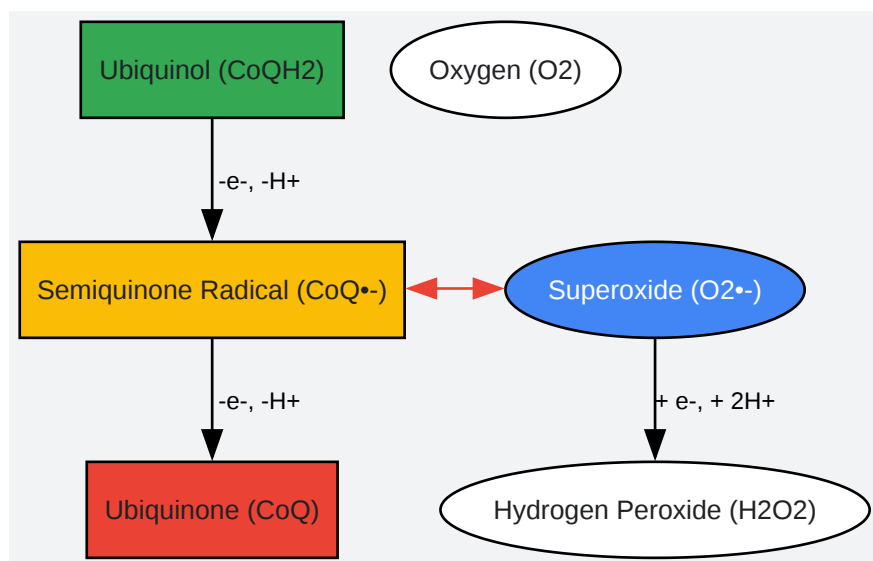 Ubiquinol (CoQH2)
Oxygen (O2)
-e-, -H+
Semiquinone Radical (CoQ•-)
Superoxide (O2•-)
-e-, -H+
+ e-, + 2H+
Ubiquinone (CoQ)
Hydrogen Peroxide (H2O2)